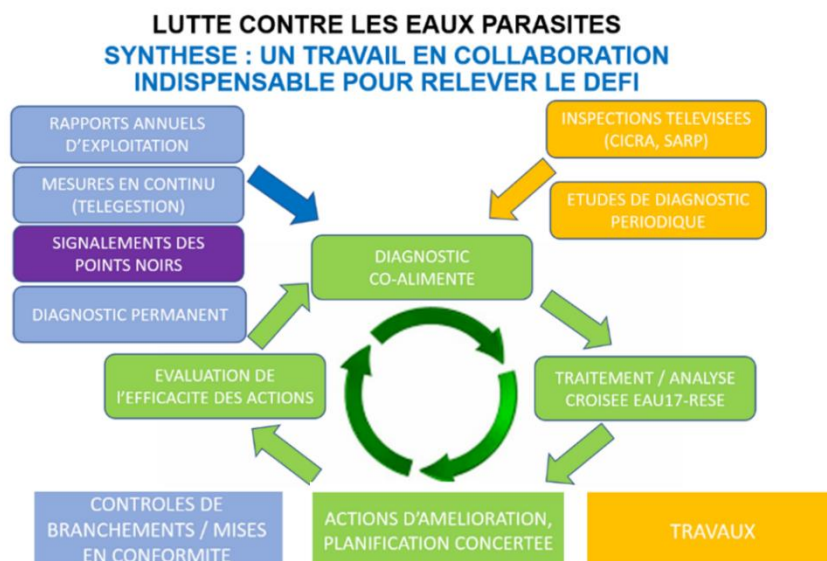 LUTTE CONTRE LES EAUX PARASITES
SYNTHESE : UN TRAVAIL EN COLLABORATION
INDISPENSABLE POUR RELEVER LE DEFI
RAPPORTS ANNUELS
D'EXPLOITATION
MESURES EN CONTINU
(TELEGESTION)
SIGNALEMENTS DES
POINTS NOIRS
DIAGNOSTIC PERMANENT
INSPECTIONS TELEVISEES
(CICRA, SARP)
ETUDES DE DIAGNOSTIC
PERIODIQUE
DIAGNOSTIC
CO-ALIMENTE
EVALUATION DE
l'EFFICACITE DES ACTIONS
TRAITEMENT / ANALYSE
CROISEE EAU17-RESE
CONTROLES DE
BRANCHEMENTS / MISES
EN CONFORMITE
ACTIONS D'AMELIORATION,
PLANIFICATION CONCERTEE
TRAVAUX